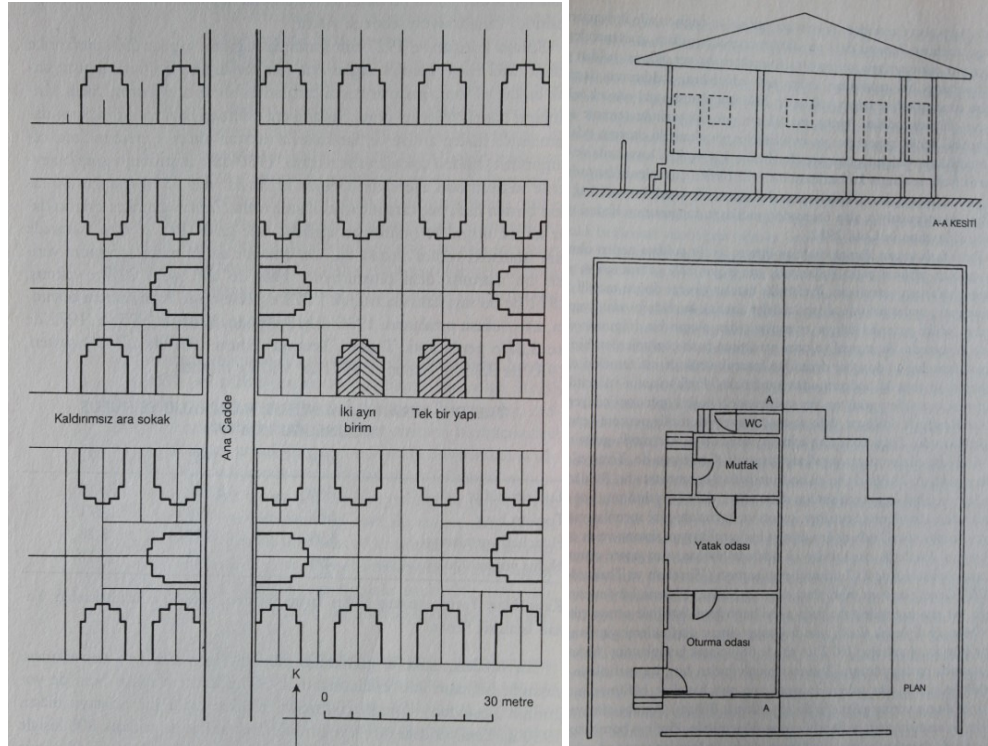 Kaldırımsız ara sokak
Ana Cadde
İki ayrı
birim
Tek bir yapı
K
0
30 metre
A-A KESİTİ
A
WC
Mutfak
Yatak odası
Oturma odası
A
PLAN